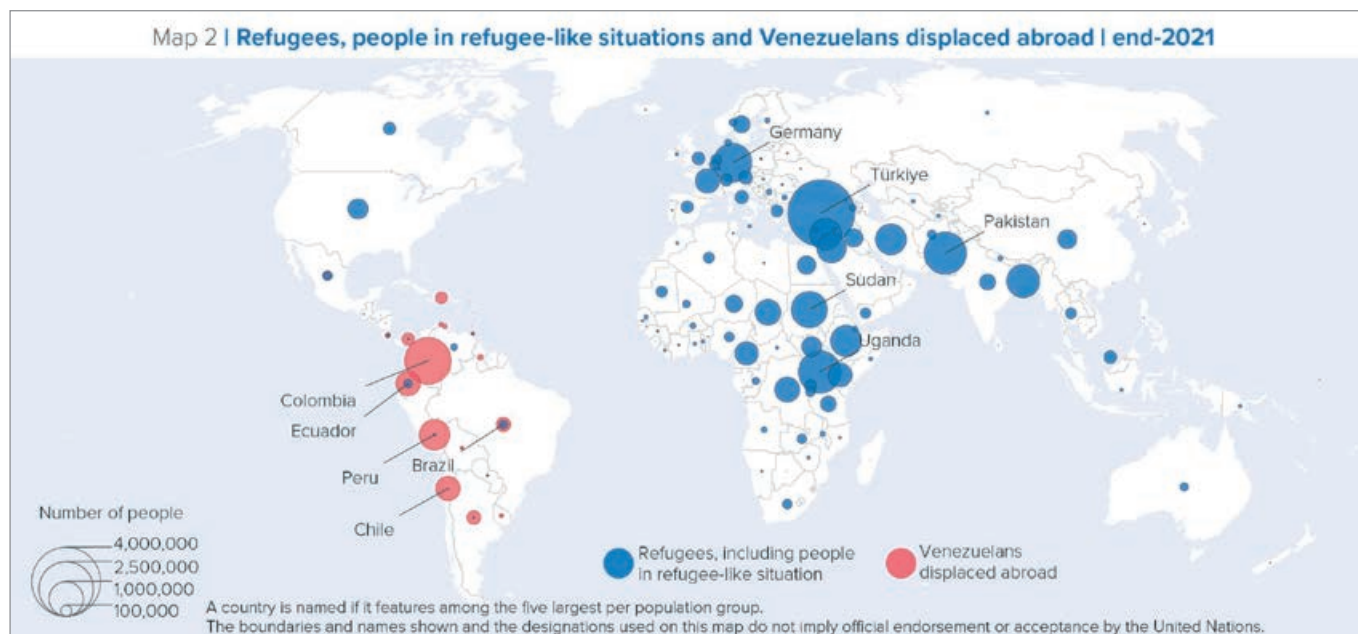 Map 2 | Refugees, people in refugee-like situations and Venezuelans displaced abroad | end-2021
Germany
Türkiye
Pakistan
Sudan
Uganda
Colombia
Ecuador
Peru
Brazil
Chile
Number of people
4,000,000
2,500,000
1,000,000
100,000
Refugees, including people
in refugee-like situation
Venezuelans
displaced abroad
A country is named if it features among the five largest per population group.
The boundaries and names shown and the designations used on this map do not imply official endorsement or acceptance by the United Nations.